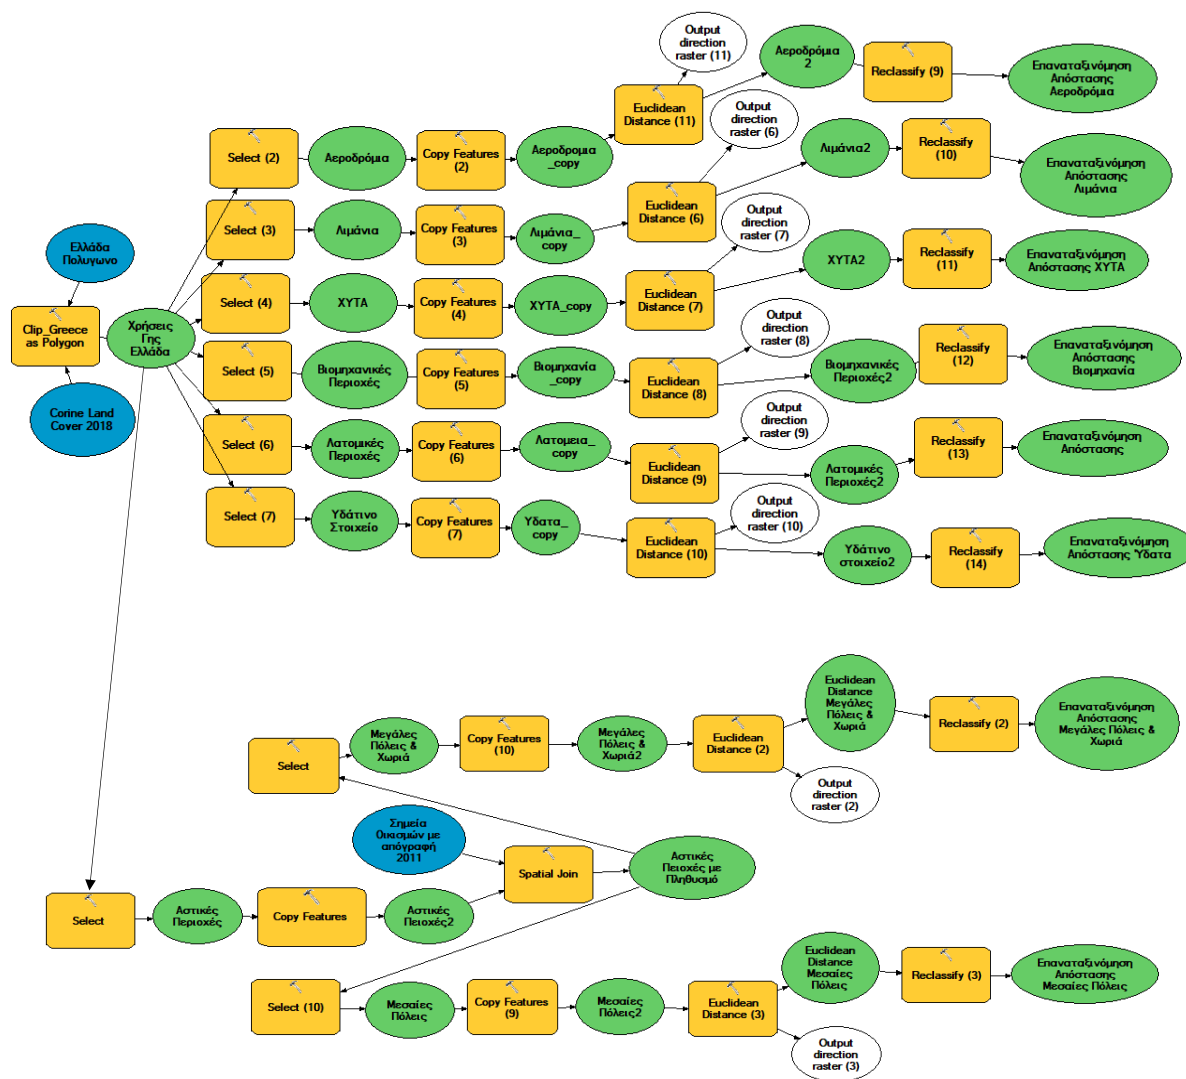 Output
direction
raster (11)
Αεροδρόμια
2
Reclassify (9)
Επαναταξινόμηση
Απόστασης
Αεροδρόμια
Euclidean
Distance (11)
Output
direction
raster (6)
Select (2)
Αεροδρόμια
Copy Features
(2)
Αεροδρομια
_copy
Λιμάνια2
Reclassify
(10)
Επαναταξινόμηση
Απόστασης
Λιμάνια
Euclidean
Distance (6)
Output
direction
raster (7)
Select (3)
Λιμάνια
Copy Features
(3)
Λιμάνια_
copy
Ελλάδα
Πολυγωνο
ΧΥΤΑ2
Reclassify
(11)
Επαναταξινόμηση
Απόστασης ΧΥΤΑ
Select (4)
ΧΥΤΑ
Copy Features
(4)
ΧΥΤΑ_copy
Euclidean
Distance (7)
Clip_Greece
as Polygon
Χρήσεις
Γης
Ελλάδα
Output
direction
raster (8)
Reclassify
(12)
Επαναταξινόμηση
Απόστασης
Βιομηχανία
Select (5)
Βιομηχανικές
Περιοχές
Copy Features
(5)
Βιομηχανία
_copy
Euclidean
Distance (8)
Βιομηχανικές
Περιοχές2
Corine Land
Cover 2018
Output
direction
raster (9)
Select (6)
Λατομικές
Περιοχές
Copy Features
(6)
Λατομεια_
copy
Euclidean
Distance (9)
Λατομικές
Περιοχές2
Reclassify
(13)
Επαναταξινόμηση
Απόστασης
Output
direction
raster (10)
Select (7)
Υδάτινο
Στοιχείο
Copy Features
(7)
Υδατα_
copy
Euclidean
Distance (10)
Υδάτινο
στοιχείο2
Reclassify
(14)
Επαναταξινόμηση
Απόστασης Ύδατα
Select
Μεγάλες
Πόλεις &
Χωριά
Copy Features
(10)
Μεγάλες
Πόλεις &
Χωριά2
Euclidean
Distance (2)
Euclidean
Distance
Μεγάλες
Πόλεις &
Χωριά
Reclassify (2)
Επαναταξινόμηση
Απόστασης
Μεγάλες Πόλεις &
Χωριά
Output
direction
raster (2)
Σημεία
Οικισμών με
απόγραφή
2011
Spatial Join
Αστικές
Πειοχές με
Πληθυσμό
Select
Αστικές
Περιοχές
Copy Features
Αστικές
Πειοχές2
Select (10)
Μεσαίες
Πόλεις
Copy Features
(9)
Μεσαίες
Πόλεις2
Euclidean
Distance (3)
Euclidean
Distance
Μεσαίες
Πόλεις
Reclassify (3)
Επαναταξινόμηση
Απόστασης
Μεσαίες Πόλεις
Output
direction
raster (3)